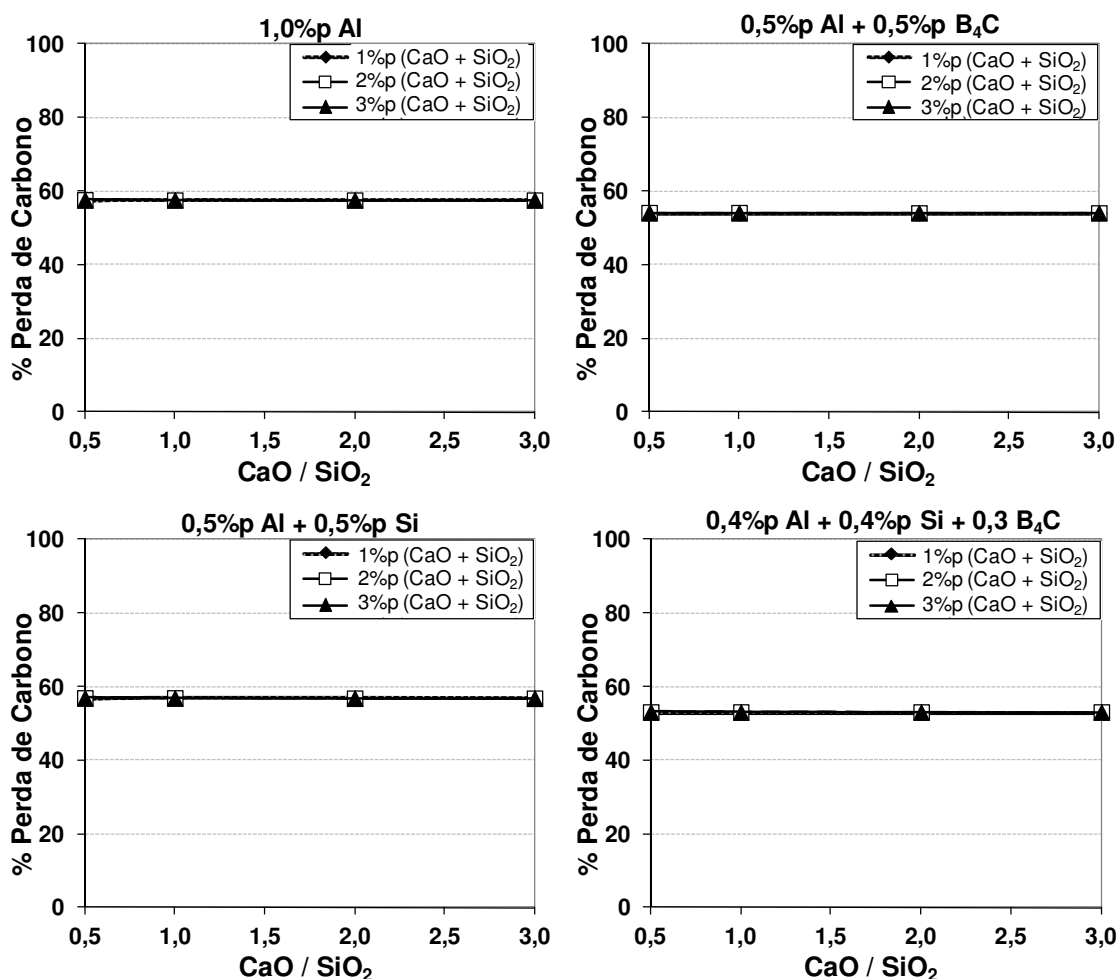 1,0%p Al
100
80
60
40
20
0
% Perda de Carbono
1%p (CaO + SiO₂)
2%p (CaO + SiO₂)
3%p (CaO + SiO₂)
0,5 1,0 1,5 2,0 2,5 3,0
CaO / SiO₂
0,5%p Al + 0,5%p B₄C
100
80
60
40
20
0
% Perda de Carbono
1%p (CaO + SiO₂)
2%p (CaO + SiO₂)
3%p (CaO + SiO₂)
0,5 1,0 1,5 2,0 2,5 3,0
CaO / SiO₂
0,5%p Al + 0,5%p Si
100
80
60
40
20
0
% Perda de Carbono
1%p (CaO + SiO₂)
2%p (CaO + SiO₂)
3%p (CaO + SiO₂)
0,5 1,0 1,5 2,0 2,5 3,0
CaO / SiO₂
0,4%p Al + 0,4%p Si + 0,3 B₄C
100
80
60
40
20
0
% Perda de Carbono
1%p (CaO + SiO₂)
2%p (CaO + SiO₂)
3%p (CaO + SiO₂)
0,5 1,0 1,5 2,0 2,5 3,0
CaO / SiO₂